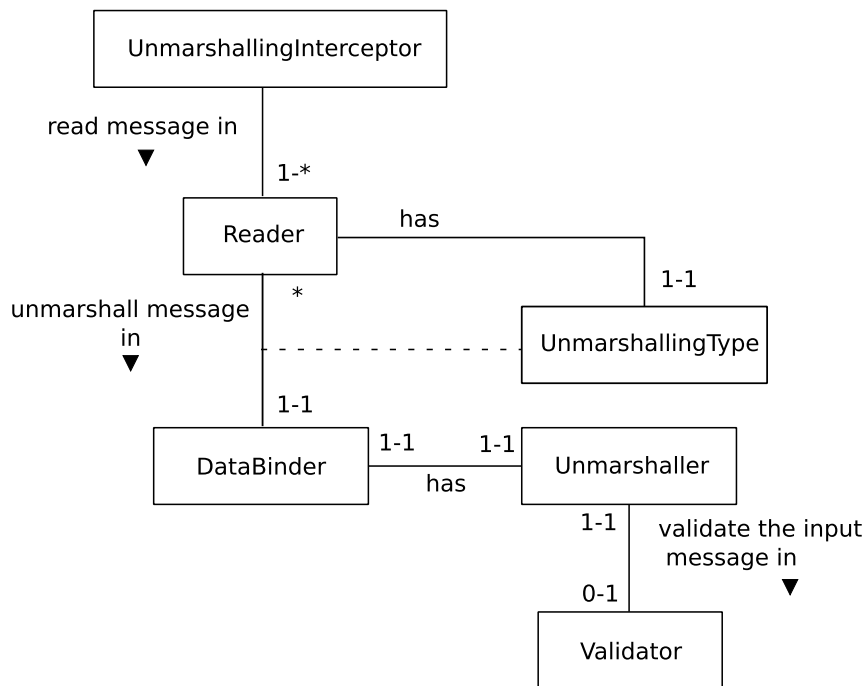 UnmarshallingInterceptor
read message in
1-*
Reader
has
*
1-1
unmarshall message
in
UnmarshallingType
1-1
DataBinder
1-1
1-1
has
Unmarshaller
1-1
validate the input
message in
0-1
Validator